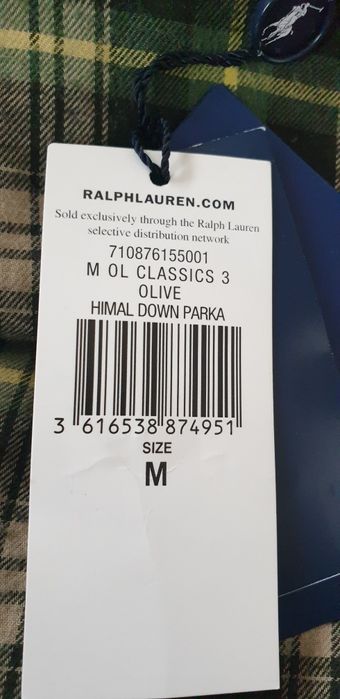 RALPHLAUREN.COM
Sold exclusively through the Ralph Lauren
selective distribution network
710876155001
M OL CLASSICS 3
OLIVE
HIMAL DOWN PARKA
3 616538 874951
SIZE
M